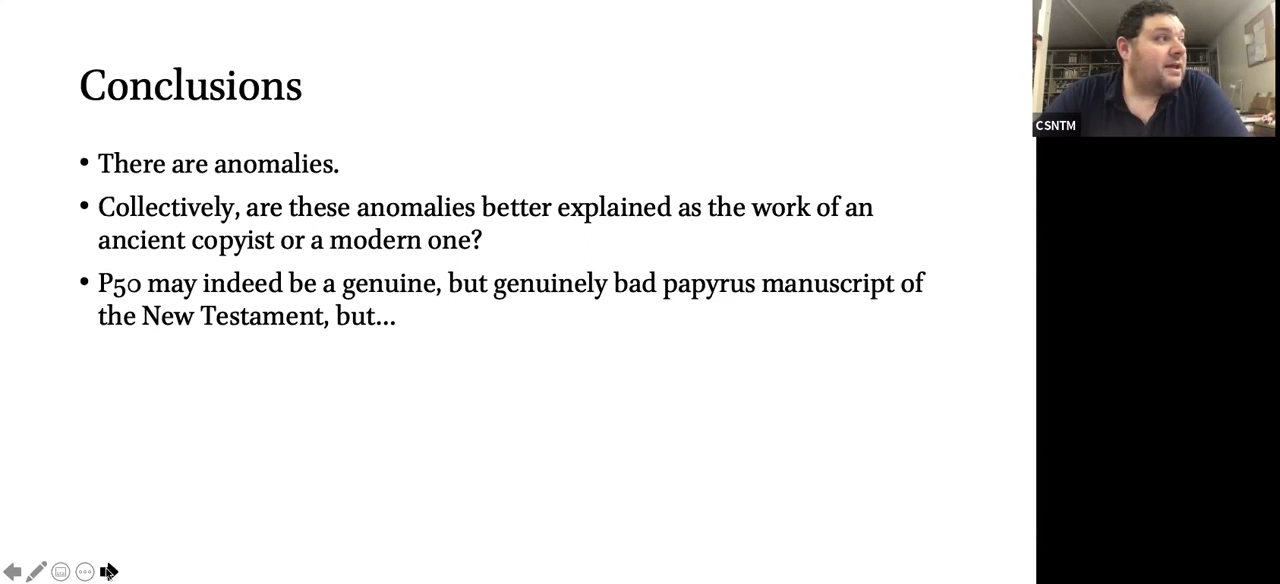 Conclusions
• There are anomalies.
• Collectively, are these anomalies better explained as the work of an
ancient copyist or a modern one?
• P50 may indeed be a genuine, but genuinely bad papyrus manuscript of
the New Testament, but...
CSNTM